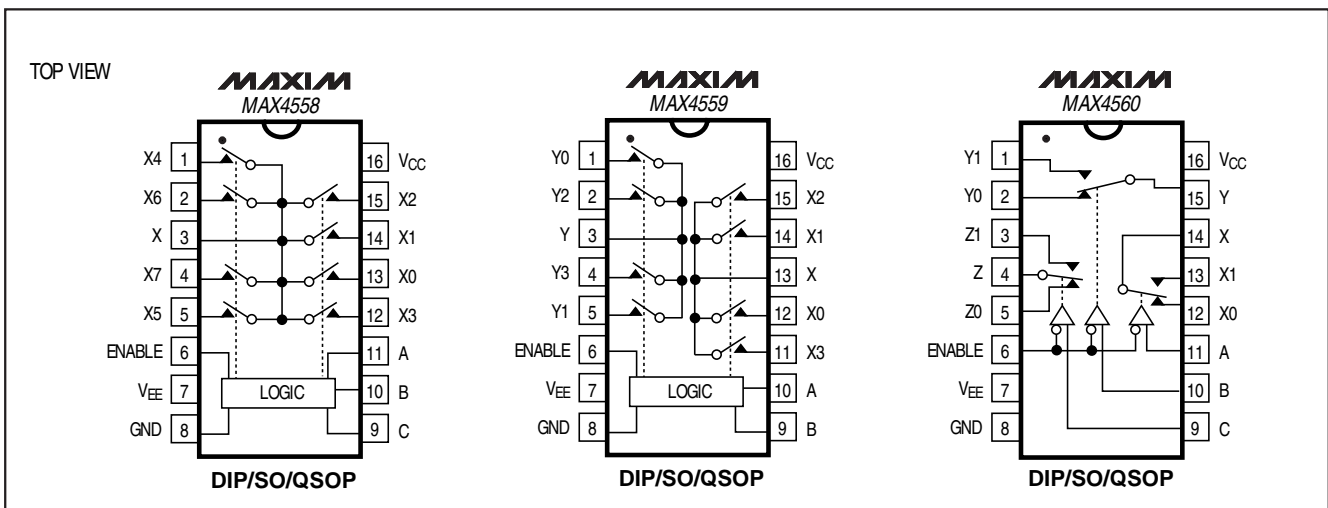 TOP VIEW
MAXIM
MAX4558
X4 1
16 VCC
X6 2
15 X2
X 3
14 X1
X7 4
13 X0
X5 5
12 X3
ENABLE 6
11 A
VEE 7
LOGIC
10 B
GND 8
9 C
DIP/SO/QSOP
MAXIM
MAX4559
Y0 1
16 VCC
Y2 2
15 X2
Y 3
14 X1
Y3 4
13 X
Y1 5
12 X0
ENABLE 6
11 X3
VEE 7
LOGIC
10 A
GND 8
9 B
DIP/SO/QSOP
MAXIM
MAX4560
Y1 1
16 VCC
Y0 2
15 Y
Z1 3
14 X
Z 4
13 X1
Z0 5
12 X0
ENABLE 6
11 A
VEE 7
10 B
GND 8
9 C
DIP/SO/QSOP